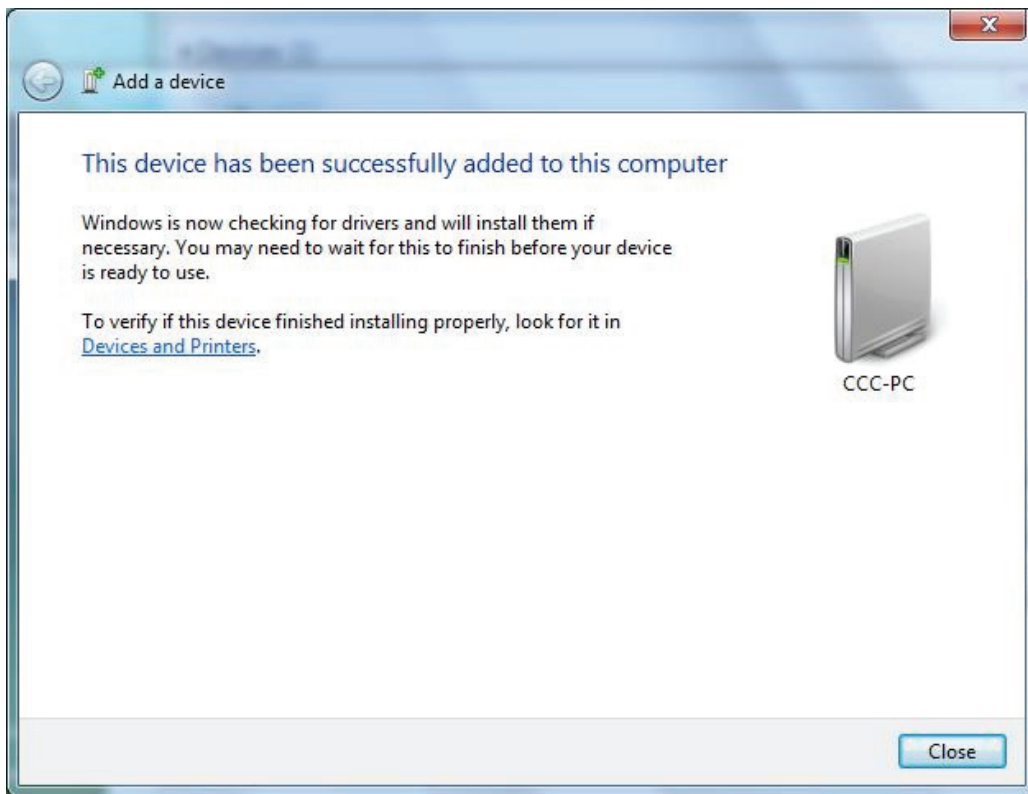 Add a device
This device has been successfully added to this computer
Windows is now checking for drivers and will install them if
necessary. You may need to wait for this to finish before your device
is ready to use.
To verify if this device finished installing properly, look for it in
Devices and Printers.
CCC-PC
Close